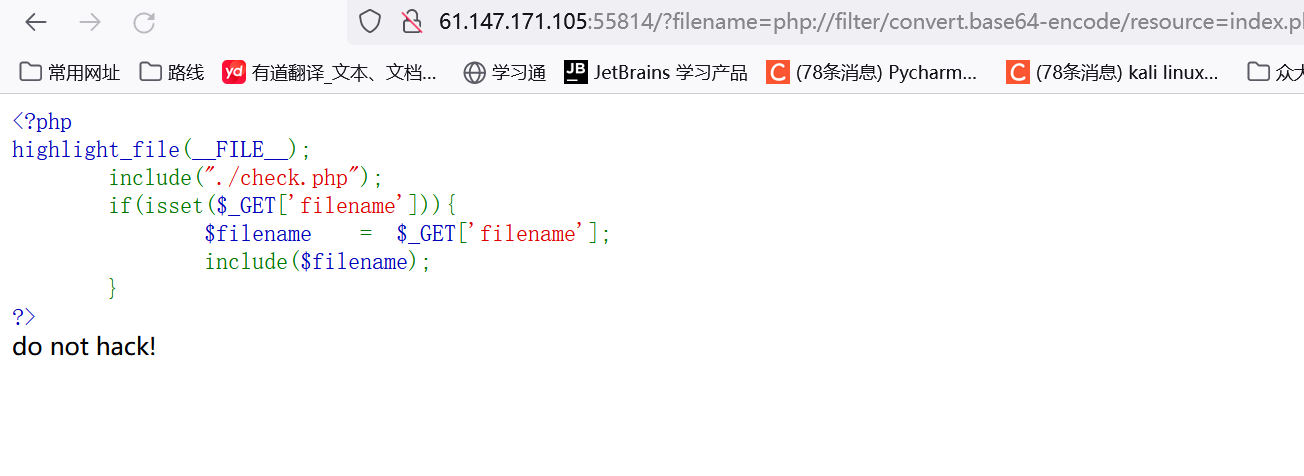 61.147.171.105:55814/?filename=php://filter/convert.base64-encode/resource=index.p
常用网址 路线 yd 有道翻译_文本、文档... 学习通 JB JetBrains 学习产品 C (78条消息) Pycharm... C (78条消息) kali linux... 众
<?php
highlight_file(__FILE__);
        include("./check.php");
        if(isset($_GET['filename'])){
                $filename    =  $_GET['filename'];
                include($filename);
        }
?>
do not hack!